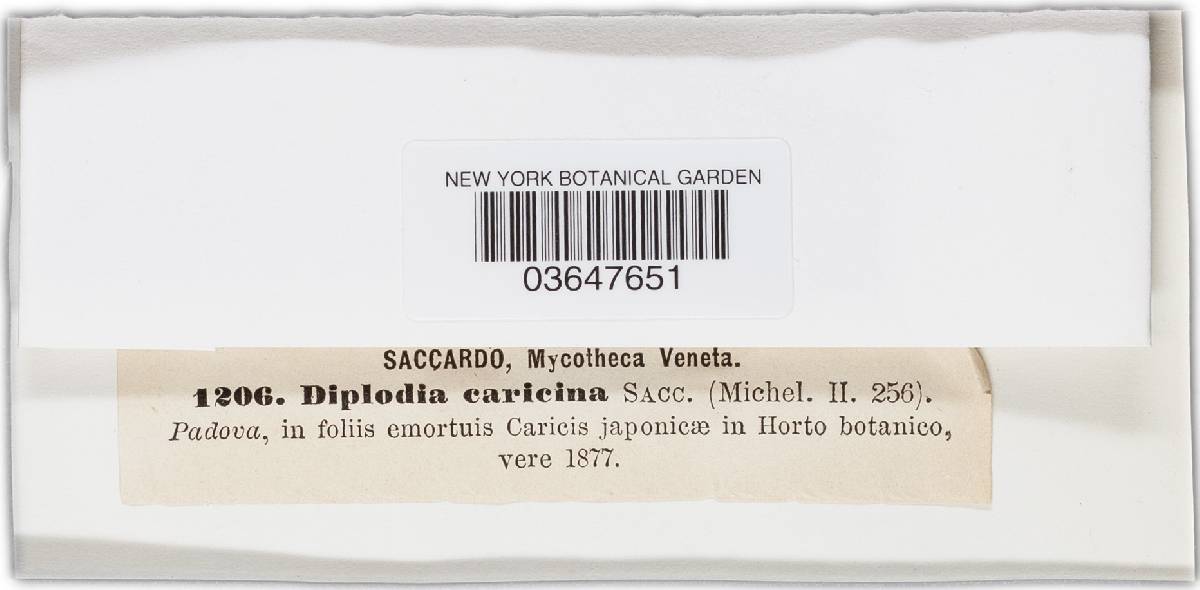 NEW YORK BOTANICAL GARDEN
03647651
SACCARDO, Mycotheca Veneta.
1206. Diplodia caricina SACC. (Michel. II. 256).
Padova, in foliis emortuis Caricis japonicæ in Horto botanico,
vere 1877.